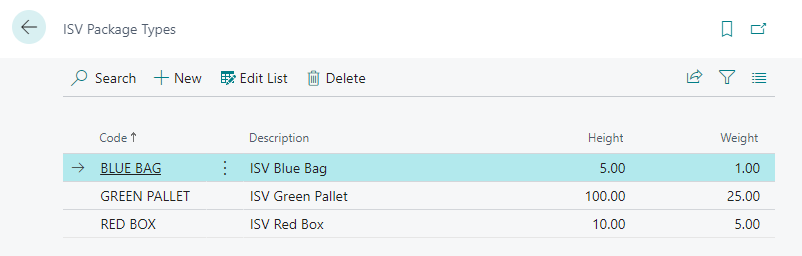 ISV Package Types
Search New Edit List Delete
Code↑ Description Height Weight
BLUE BAG ISV Blue Bag 5.00 1.00
GREEN PALLET ISV Green Pallet 100.00 25.00
RED BOX ISV Red Box 10.00 5.00